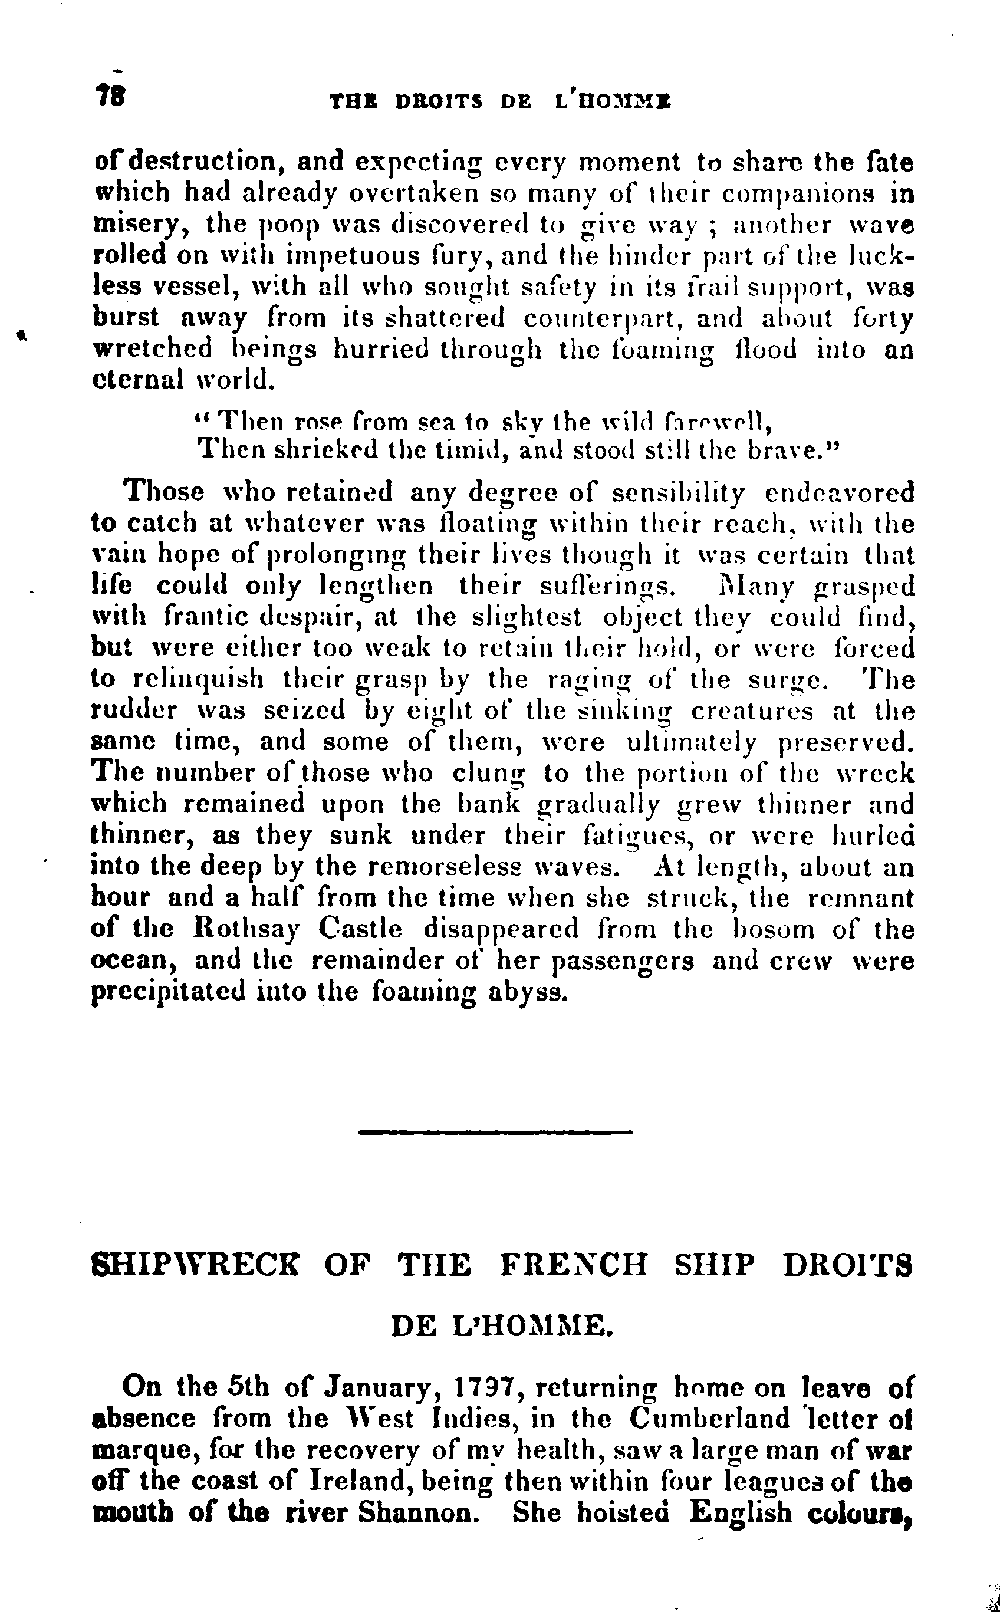 78 THE DROITS DE L'HOMME
of destruction, and expecting every moment to share the fate
which had already overtaken so many of their companions in
misery, the poop was discovered to give way ; another wave
rolled on with impetuous fury, and the hinder part of the luck-
less vessel, with all who sought safety in its frail support, was
burst away from its shattered counterpart, and about forty
wretched beings hurried through the foaming flood into an
eternal world.
“ Then rose from sea to sky the wild farewell,
Then shrieked the timid, and stood still the brave."
Those who retained any degree of sensibility endeavored
to catch at whatever was floating within their reach, with the
vain hope of prolonging their lives though it was certain that
life could only lengthen their sufferings. Many grasped
with frantic despair, at the slightest object they could find,
but were either too weak to retain their hold, or were forced
to relinquish their grasp by the raging of the surge. The
rudder was seized by eight of the sinking creatures at the
same time, and some of them, were ultimately preserved.
The number of those who clung to the portion of the wreck
which remained upon the bank gradually grew thinner and
thinner, as they sunk under their fatigues, or were hurled
into the deep by the remorseless waves. At length, about an
hour and a half from the time when she struck, the remnant
of the Rothsay Castle disappeared from the bosom of the
ocean, and the remainder of her passengers and crew were
precipitated into the foaming abyss.
SHIPWRECK OF THE FRENCH SHIP DROITS
DE L'HOMME.
On the 5th of January, 1797, returning home on leave of
absence from the West Indies, in the Cumberland letter of
marque, for the recovery of my health, saw a large man of war
off the coast of Ireland, being then within four leagues of the
mouth of the river Shannon. She hoisted English colours,